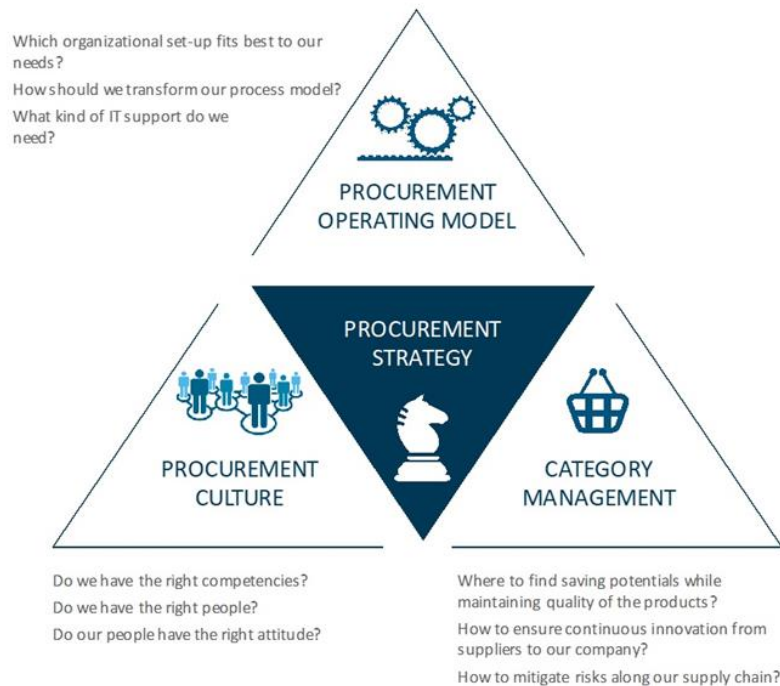 Which organizational set-up fits best to our
needs?
How should we transform our process model?
What kind of IT support do we
need?
PROCUREMENT
OPERATING MODEL
PROCUREMENT
STRATEGY
PROCUREMENT
CULTURE
CATEGORY
MANAGEMENT
Do we have the right competencies?
Do we have the right people?
Do our people have the right attitude?
Where to find saving potentials while
maintaining quality of the products?
How to ensure continuous innovation from
suppliers to our company?
How to mitigate risks along our supply chain?